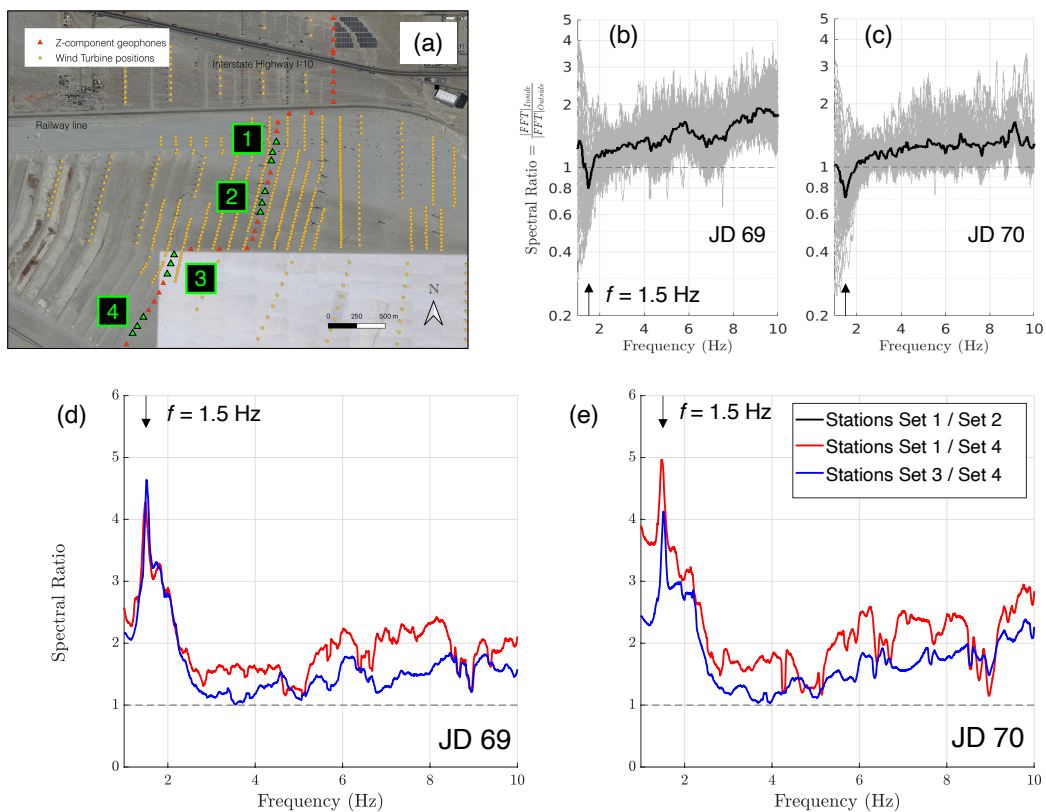 (a)
Z-component geophones
Wind Turbine positions
Interstate Highway I-10
Railway line
1
2
3
4
N
0 250 500 m
(b)
(c)
Spectral Ratio = |FFT|Inside / |FFT|Outside
5
4
3
2
1
0.8
0.6
0.4
0.2
JD 69
f = 1.5 Hz
2 4 6 8 10
Frequency (Hz)
5
4
3
2
1
0.8
0.6
0.4
0.2
JD 70
2 4 6 8 10
Frequency (Hz)
(d)
f = 1.5 Hz
Spectral Ratio
6
5
4
3
2
1
0
JD 69
2 4 6 8 10
Frequency (Hz)
(e)
f = 1.5 Hz
Stations Set 1 / Set 2
Stations Set 1 / Set 4
Stations Set 3 / Set 4
6
5
4
3
2
1
0
JD 70
2 4 6 8 10
Frequency (Hz)